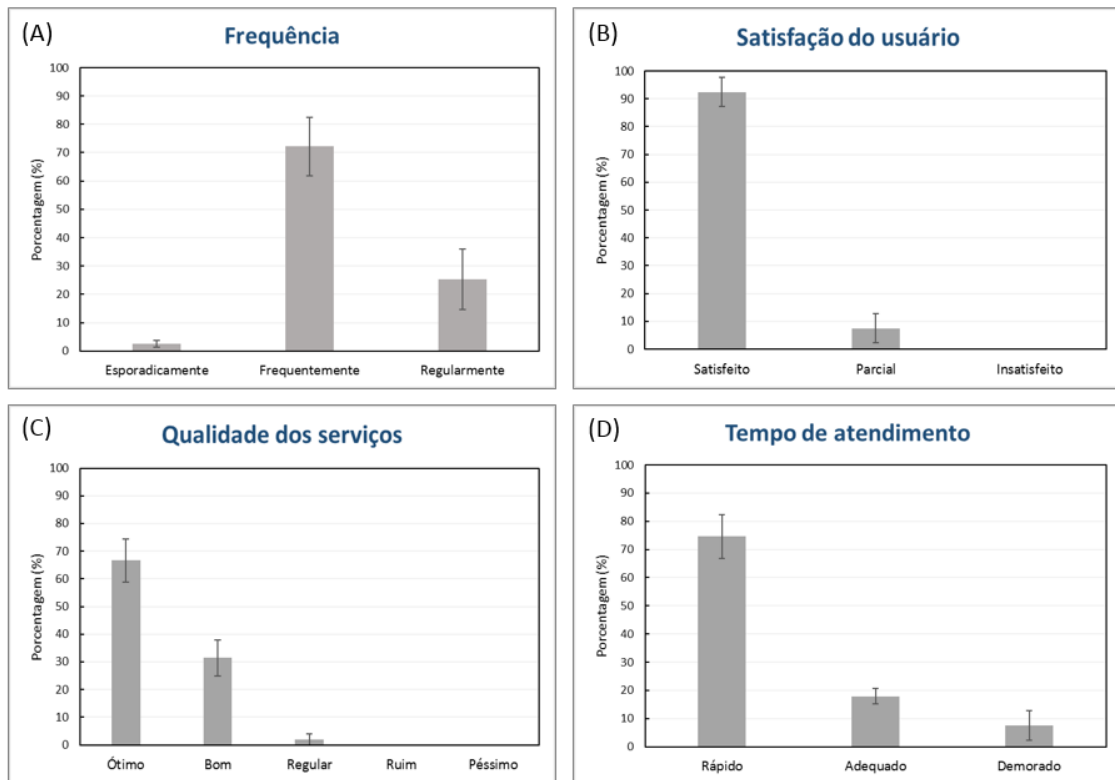 (A)
Frequência
Porcentagem (%)
100
90
80
70
60
50
40
30
20
10
0
Esporadicamente Frequentemente Regularmente
(B)
Satisfação do usuário
Porcentagem (%)
100
90
80
70
60
50
40
30
20
10
0
Satisfeito Parcial Insatisfeito
(C)
Qualidade dos serviços
Porcentagem (%)
100
90
80
70
60
50
40
30
20
10
0
Ótimo Bom Regular Ruim Péssimo
(D)
Tempo de atendimento
Porcentagem (%)
100
90
80
70
60
50
40
30
20
10
0
Rápido Adequado Demorado